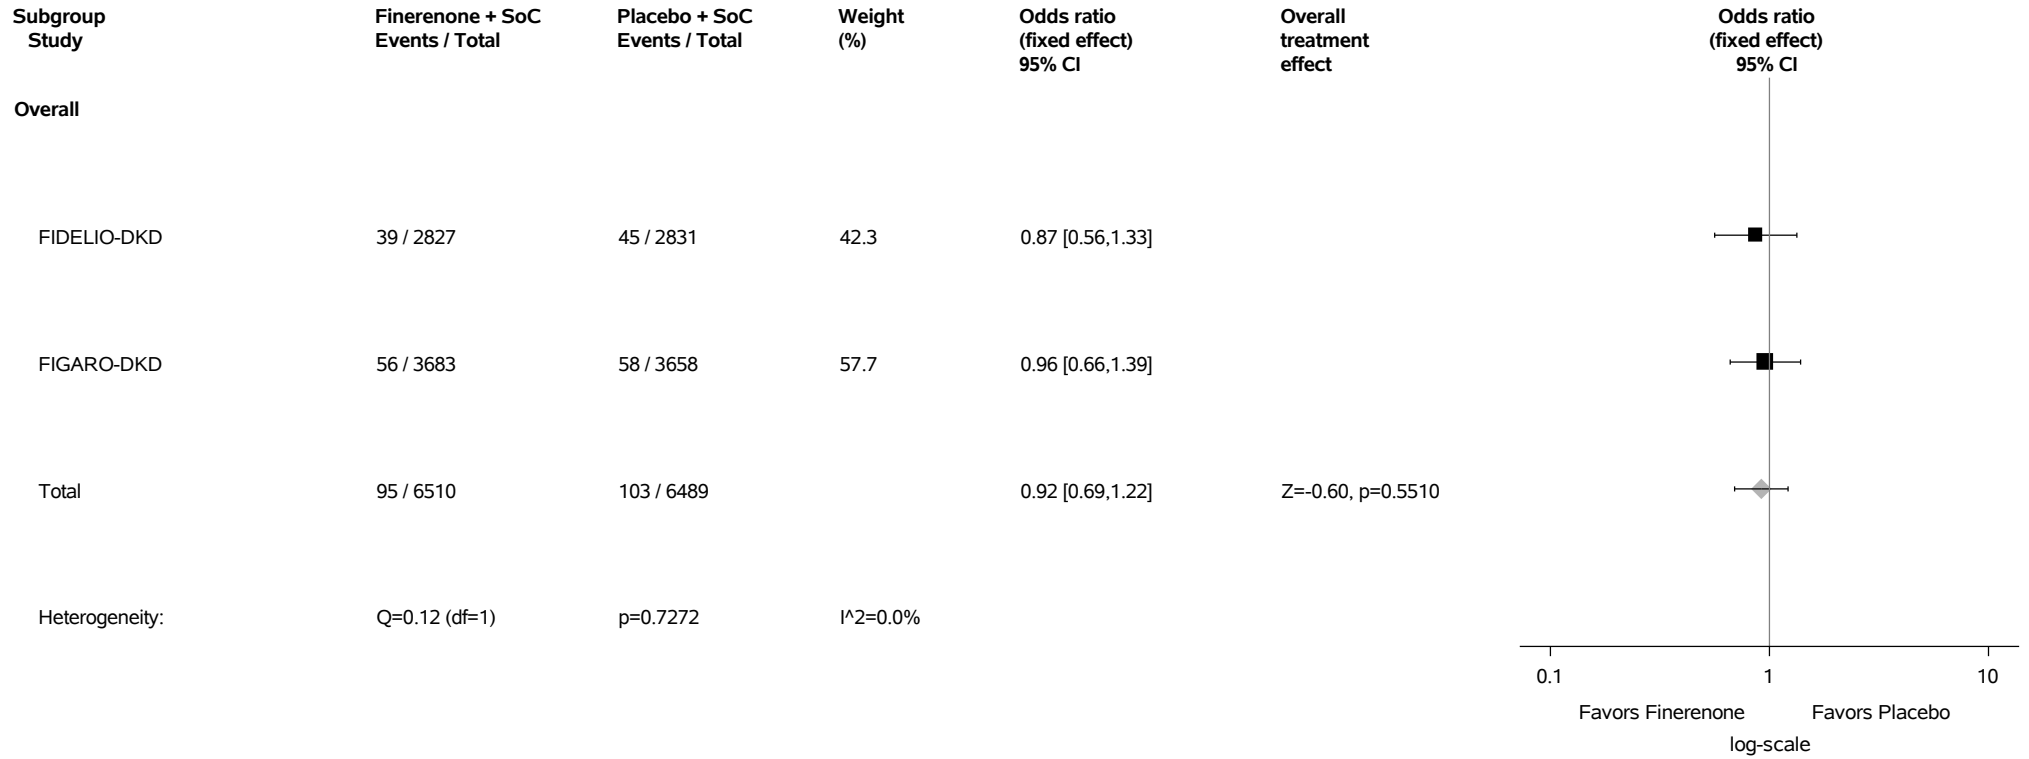 Subgroup Finerenone + SoC Placebo + SoC Weight Odds ratio Overall Odds ratio
Study Events / Total Events / Total (%) (fixed effect) treatment (fixed effect)
95% CI effect 95% CI
Overall
FIDELIO-DKD 39 / 2827 45 / 2831 42.3 0.87 [0.56,1.33]
FIGARO-DKD 56 / 3683 58 / 3658 57.7 0.96 [0.66,1.39]
Total 95 / 6510 103 / 6489 0.92 [0.69,1.22] Z=-0.60, p=0.5510
Heterogeneity: Q=0.12 (df=1) p=0.7272 I^2=0.0%
0.1 1 10
Favors Finerenone Favors Placebo
log-scale